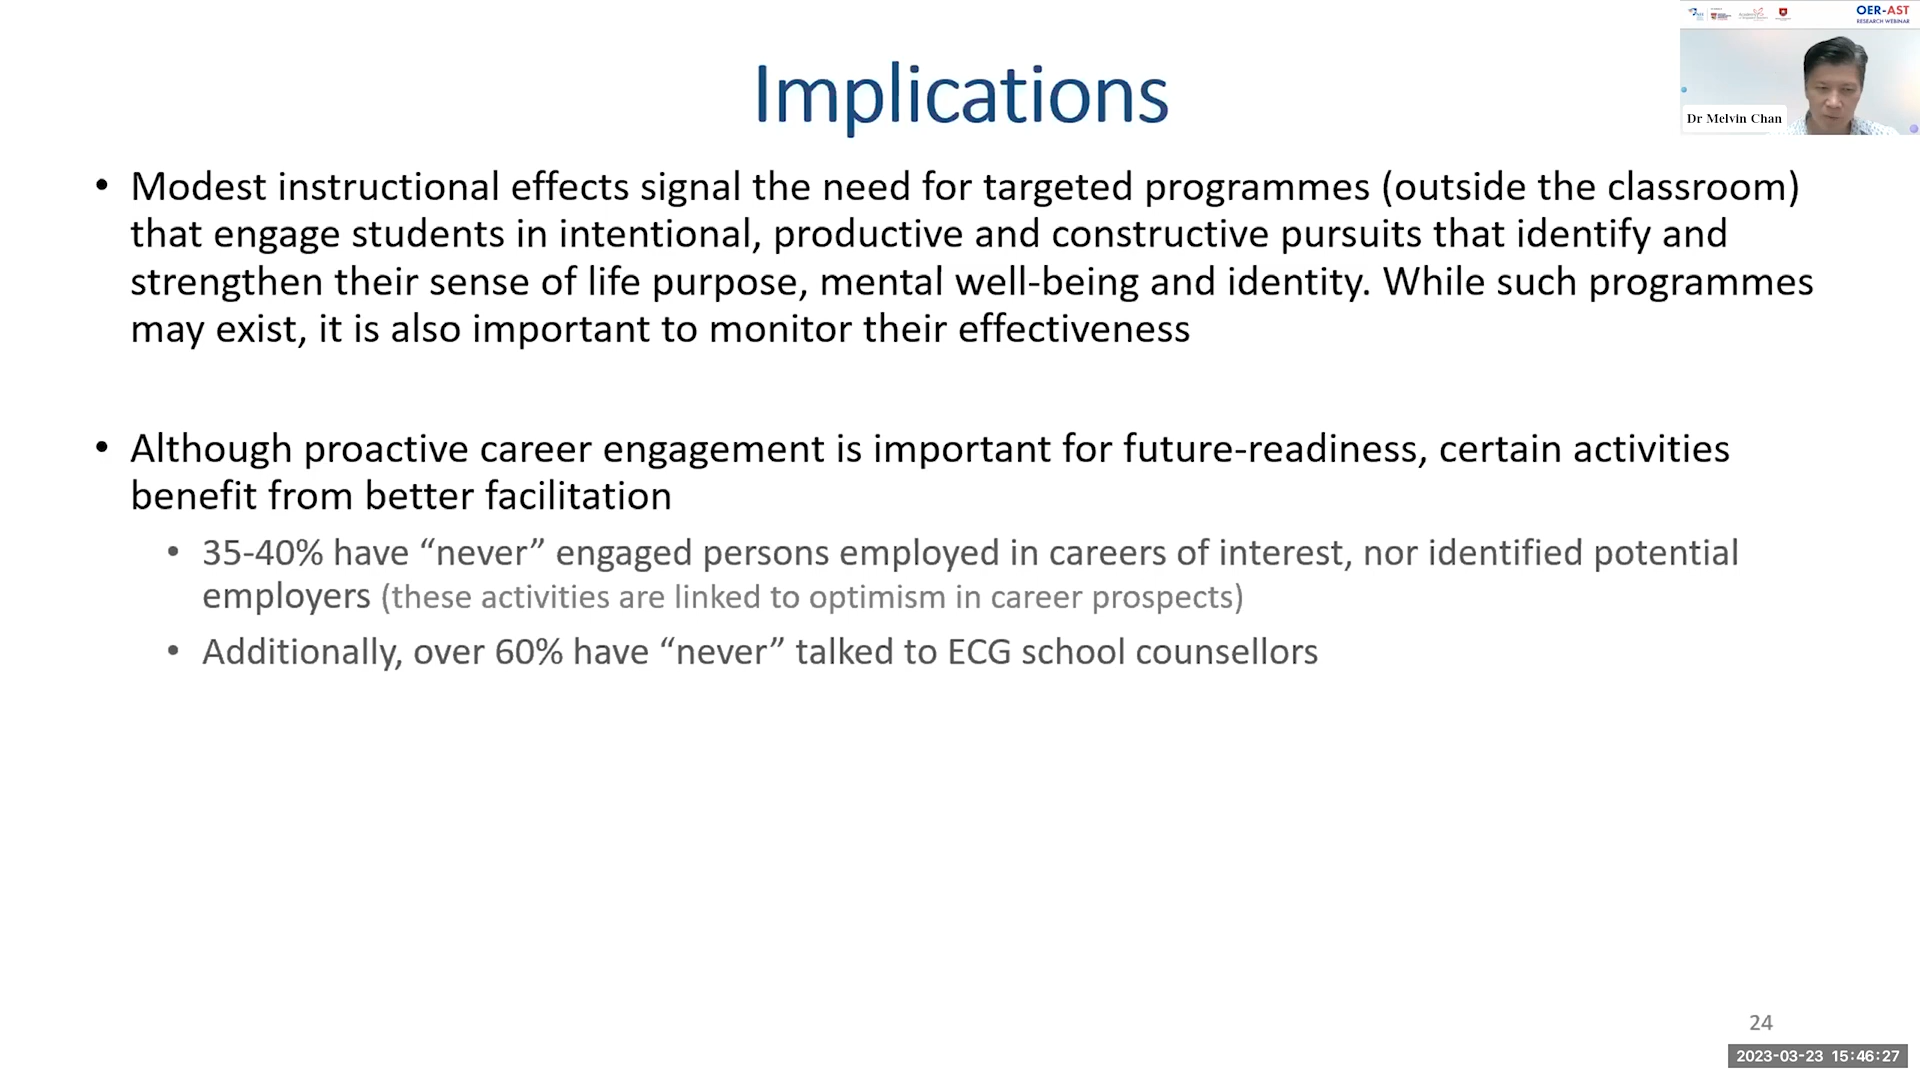 OER-AST
RESEARCH WEBINAR
Dr Melvin Chan
Implications
• Modest instructional effects signal the need for targeted programmes (outside the classroom)
that engage students in intentional, productive and constructive pursuits that identify and
strengthen their sense of life purpose, mental well-being and identity. While such programmes
may exist, it is also important to monitor their effectiveness
• Although proactive career engagement is important for future-readiness, certain activities
benefit from better facilitation
• 35-40% have “never” engaged persons employed in careers of interest, nor identified potential
employers (these activities are linked to optimism in career prospects)
• Additionally, over 60% have “never” talked to ECG school counsellors
24
2023-03-23 15:46:27